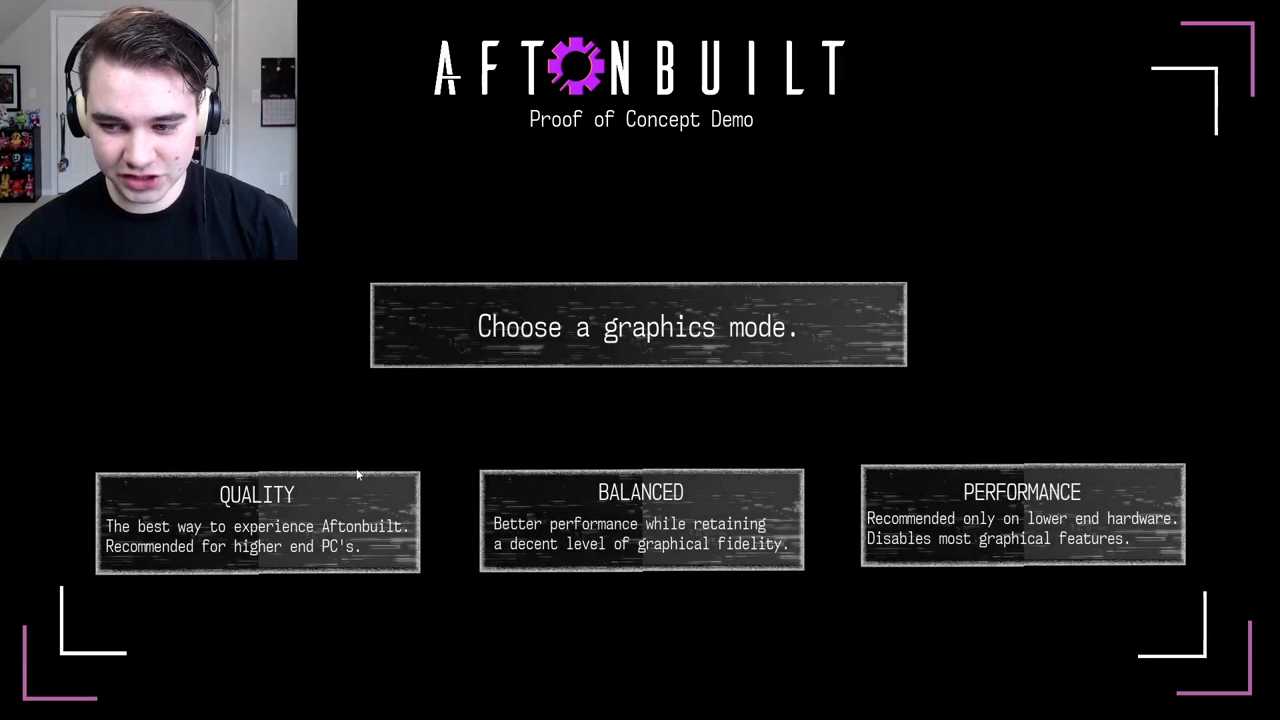 AFTONBUILT
Proof of Concept Demo
Choose a graphics mode.
QUALITY
The best way to experience Aftonbuilt.
Recommended for higher end PC's.
BALANCED
Better performance while retaining
a decent level of graphical fidelity.
PERFORMANCE
Recommended only on lower end hardware.
Disables most graphical features.